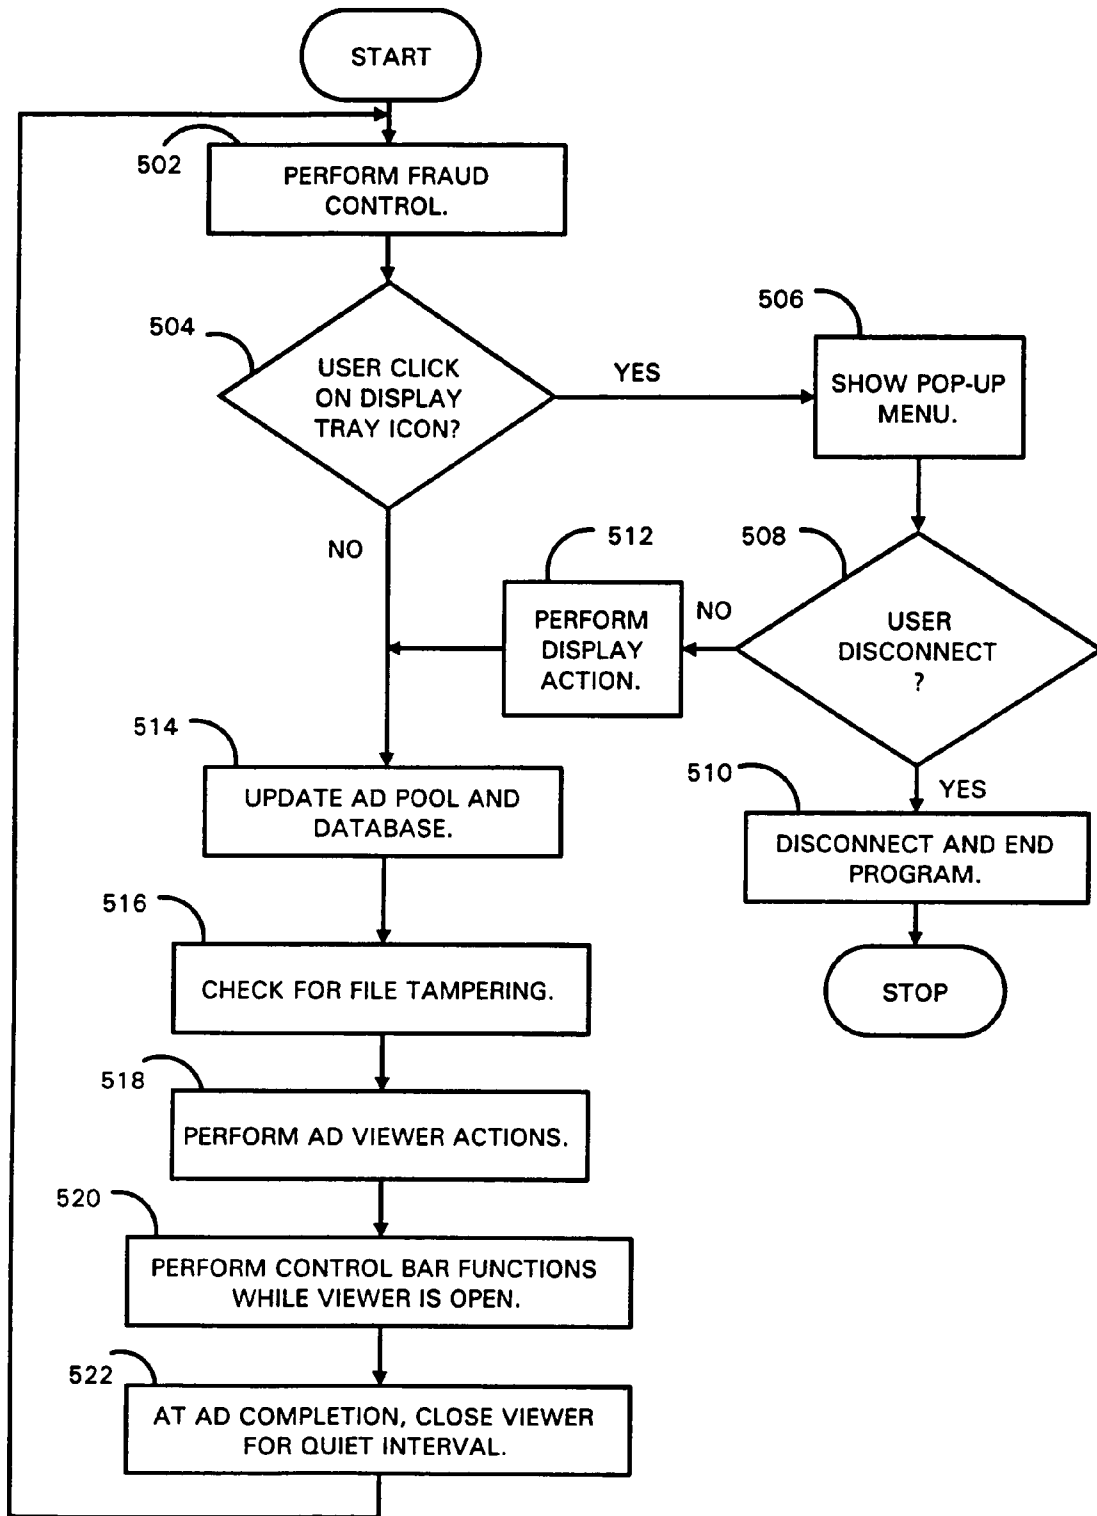 START
502
PERFORM FRAUD
CONTROL.
504
USER CLICK
ON DISPLAY
TRAY ICON?
YES
506
SHOW POP-UP
MENU.
NO
512
PERFORM
DISPLAY
ACTION.
NO
508
USER
DISCONNECT
?
YES
510
DISCONNECT AND END
PROGRAM.
STOP
514
UPDATE AD POOL AND
DATABASE.
516
CHECK FOR FILE TAMPERING.
518
PERFORM AD VIEWER ACTIONS.
520
PERFORM CONTROL BAR FUNCTIONS
WHILE VIEWER IS OPEN.
522
AT AD COMPLETION, CLOSE VIEWER
FOR QUIET INTERVAL.